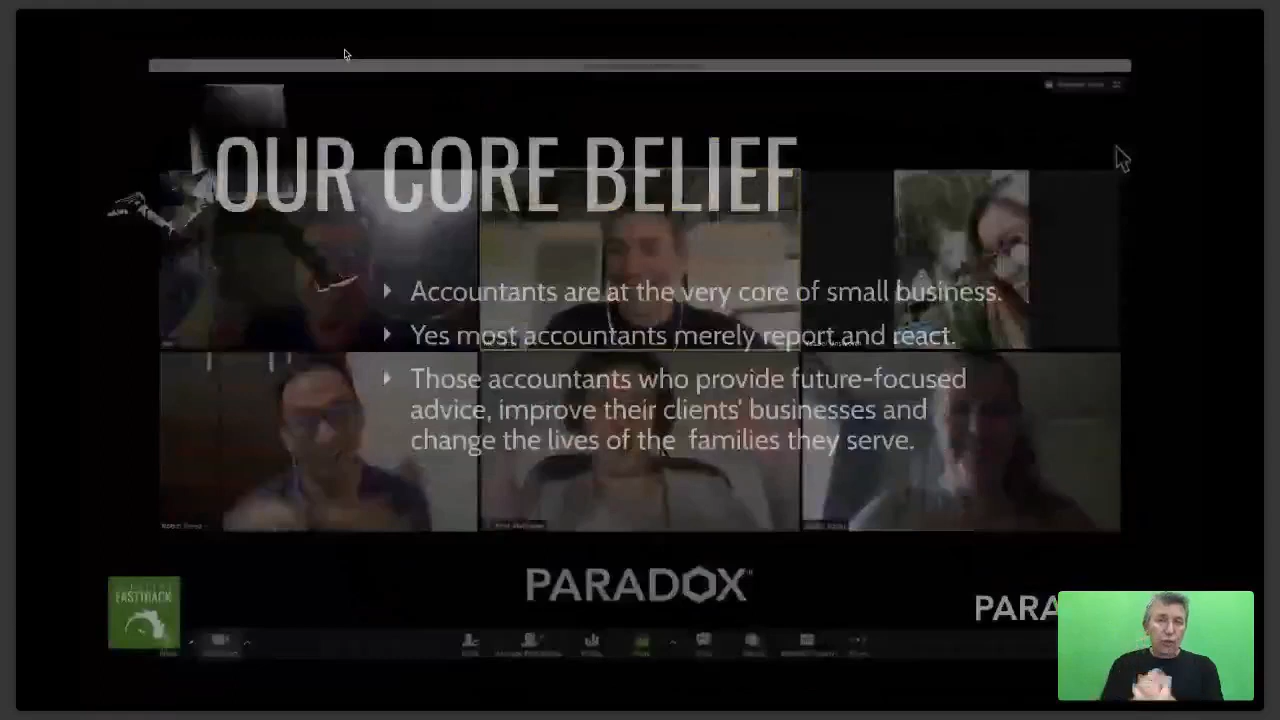 OUR CORE BELIEF
Accountants are at the very core of small business.
Yes most accountants merely report and react.
Those accountants who provide future-focused
advice, improve their clients' businesses and
change the lives of the families they serve.
FASTTRACK
PARADOX
PARA